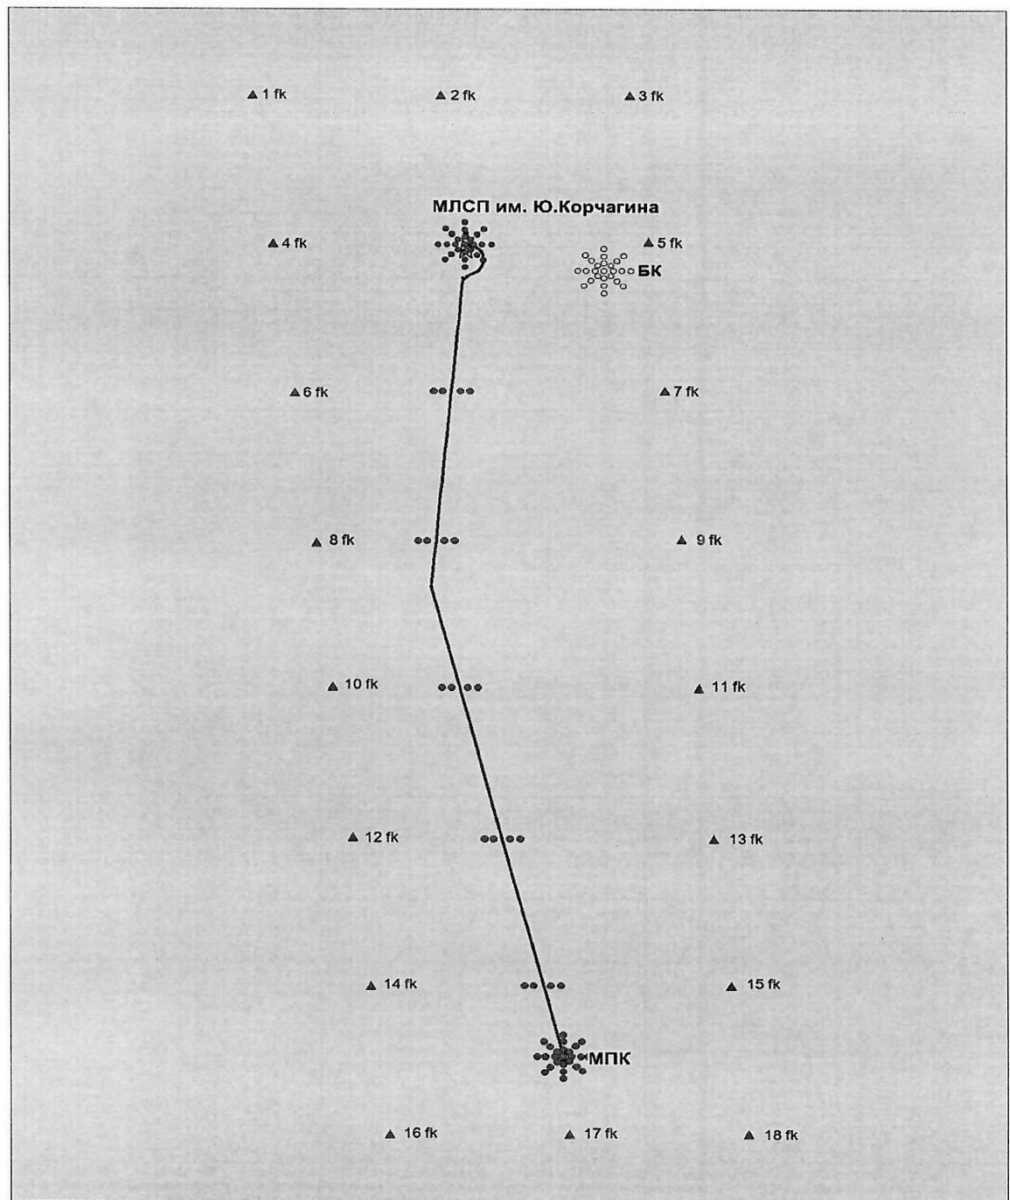 1 fk
2 fk
3 fk
МЛСП им. Ю.Корчагина
4 fk
5 fk
БК
6 fk
7 fk
8 fk
9 fk
10 fk
11 fk
12 fk
13 fk
14 fk
15 fk
МПК
16 fk
17 fk
18 fk